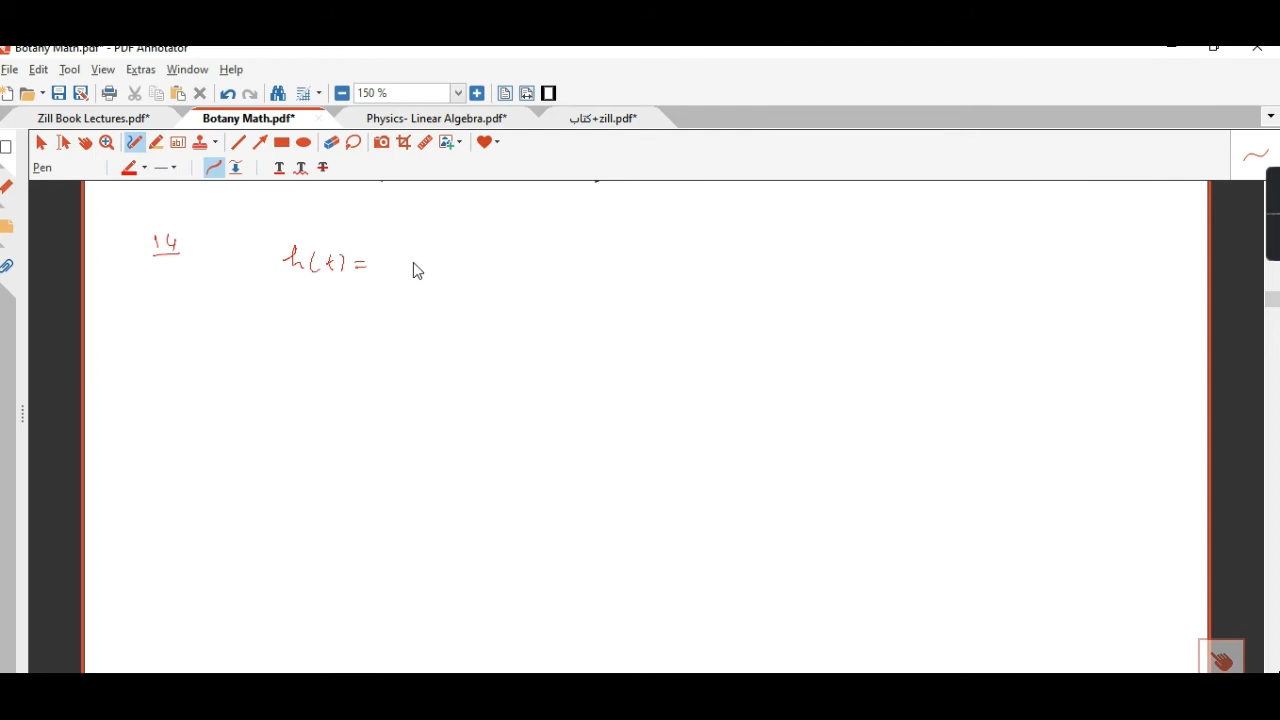 Botany Math.pdf* - PDF Annotator
File Edit Tool View Extras Window Help
150 %
Zill Book Lectures.pdf* Botany Math.pdf* Physics- Linear Algebra.pdf* كتاب+zill.pdf*
Pen
14
h(t) =